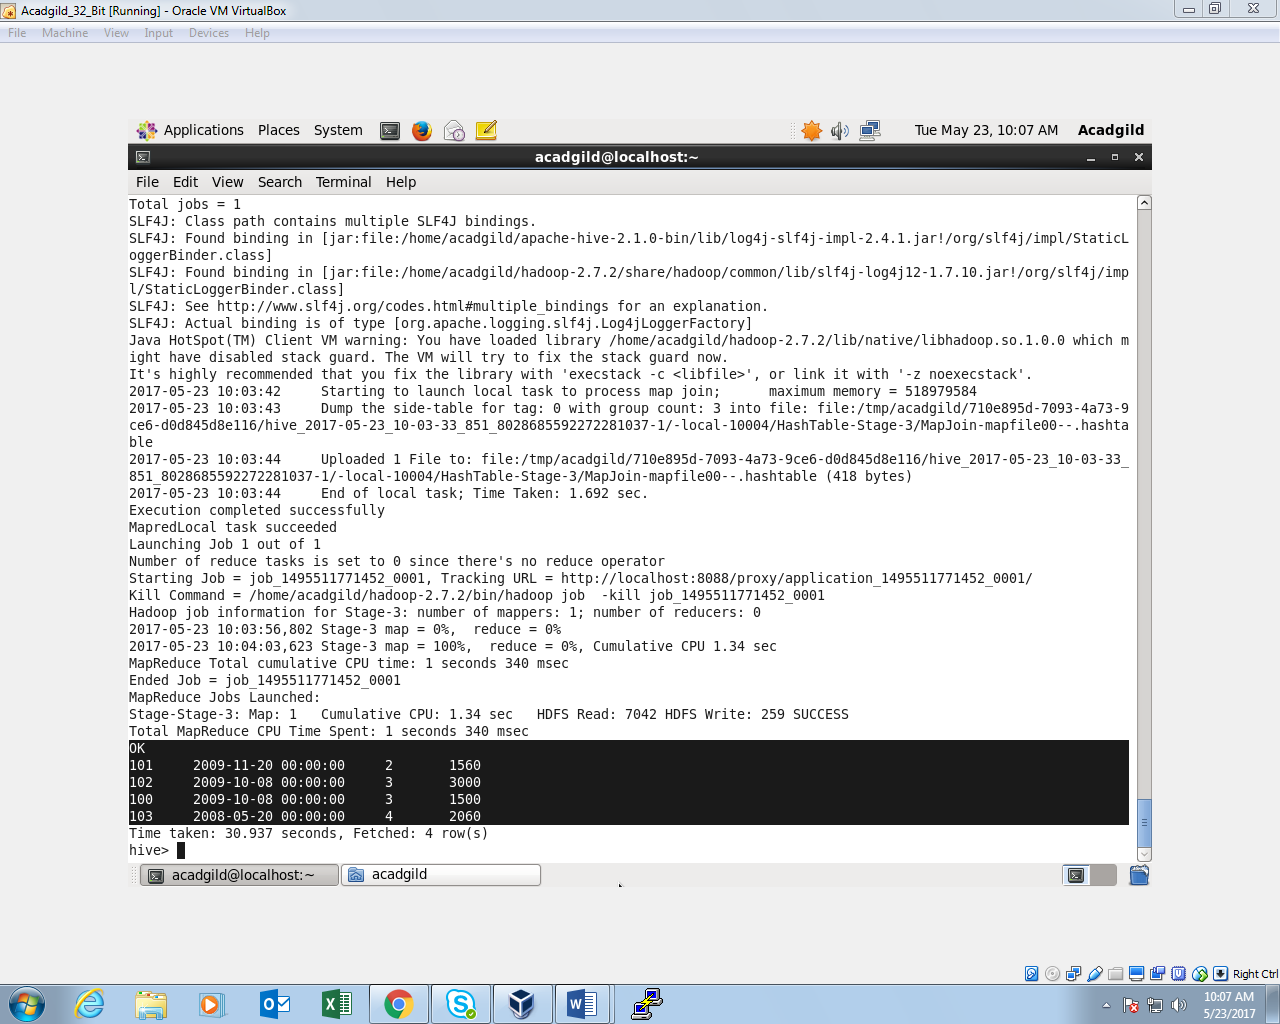 Acadgild_32_Bit [Running] - Oracle VM VirtualBox
File Machine View Input Devices Help
Applications Places System Tue May 23, 10:07 AM Acadgild
acadgild@localhost:~
File Edit View Search Terminal Help
Total jobs = 1
SLF4J: Class path contains multiple SLF4J bindings.
SLF4J: Found binding in [jar:file:/home/acadgild/apache-hive-2.1.0-bin/lib/log4j-slf4j-impl-2.4.1.jar!/org/slf4j/impl/StaticL
oggerBinder.class]
SLF4J: Found binding in [jar:file:/home/acadgild/hadoop-2.7.2/share/hadoop/common/lib/slf4j-log4j12-1.7.10.jar!/org/slf4j/imp
l/StaticLoggerBinder.class]
SLF4J: See http://www.slf4j.org/codes.html#multiple_bindings for an explanation.
SLF4J: Actual binding is of type [org.apache.logging.slf4j.Log4jLoggerFactory]
Java HotSpot(TM) Client VM warning: You have loaded library /home/acadgild/hadoop-2.7.2/lib/native/libhadoop.so.1.0.0 which m
ight have disabled stack guard. The VM will try to fix the stack guard now.
It's highly recommended that you fix the library with 'execstack -c <libfile>', or link it with '-z noexecstack'.
2017-05-23 10:03:42 Starting to launch local task to process map join; maximum memory = 518979584
2017-05-23 10:03:43 Dump the side-table for tag: 0 with group count: 3 into file: file:/tmp/acadgild/710e895d-7093-4a73-9
ce6-d0d845d8e116/hive_2017-05-23_10-03-33_851_8028685592272281037-1/-local-10004/HashTable-Stage-3/MapJoin-mapfile00--.hashta
ble
2017-05-23 10:03:44 Uploaded 1 File to: file:/tmp/acadgild/710e895d-7093-4a73-9ce6-d0d845d8e116/hive_2017-05-23_10-03-33_
851_8028685592272281037-1/-local-10004/HashTable-Stage-3/MapJoin-mapfile00--.hashtable (418 bytes)
2017-05-23 10:03:44 End of local task; Time Taken: 1.692 sec.
Execution completed successfully
MapredLocal task succeeded
Launching Job 1 out of 1
Number of reduce tasks is set to 0 since there's no reduce operator
Starting Job = job_1495511771452_0001, Tracking URL = http://localhost:8088/proxy/application_1495511771452_0001/
Kill Command = /home/acadgild/hadoop-2.7.2/bin/hadoop job  -kill job_1495511771452_0001
Hadoop job information for Stage-3: number of mappers: 1; number of reducers: 0
2017-05-23 10:03:56,802 Stage-3 map = 0%,  reduce = 0%
2017-05-23 10:04:03,623 Stage-3 map = 100%,  reduce = 0%, Cumulative CPU 1.34 sec
MapReduce Total cumulative CPU time: 1 seconds 340 msec
Ended Job = job_1495511771452_0001
MapReduce Jobs Launched:
Stage-Stage-3: Map: 1   Cumulative CPU: 1.34 sec   HDFS Read: 7042 HDFS Write: 259 SUCCESS
Total MapReduce CPU Time Spent: 1 seconds 340 msec
OK
101 2009-11-20 00:00:00 2 1560
102 2009-10-08 00:00:00 3 3000
100 2009-10-08 00:00:00 3 1500
103 2008-05-20 00:00:00 4 2060
Time taken: 30.937 seconds, Fetched: 4 row(s)
hive>
acadgild@localhost:~ acadgild
Right Ctrl
10:07 AM
5/23/2017